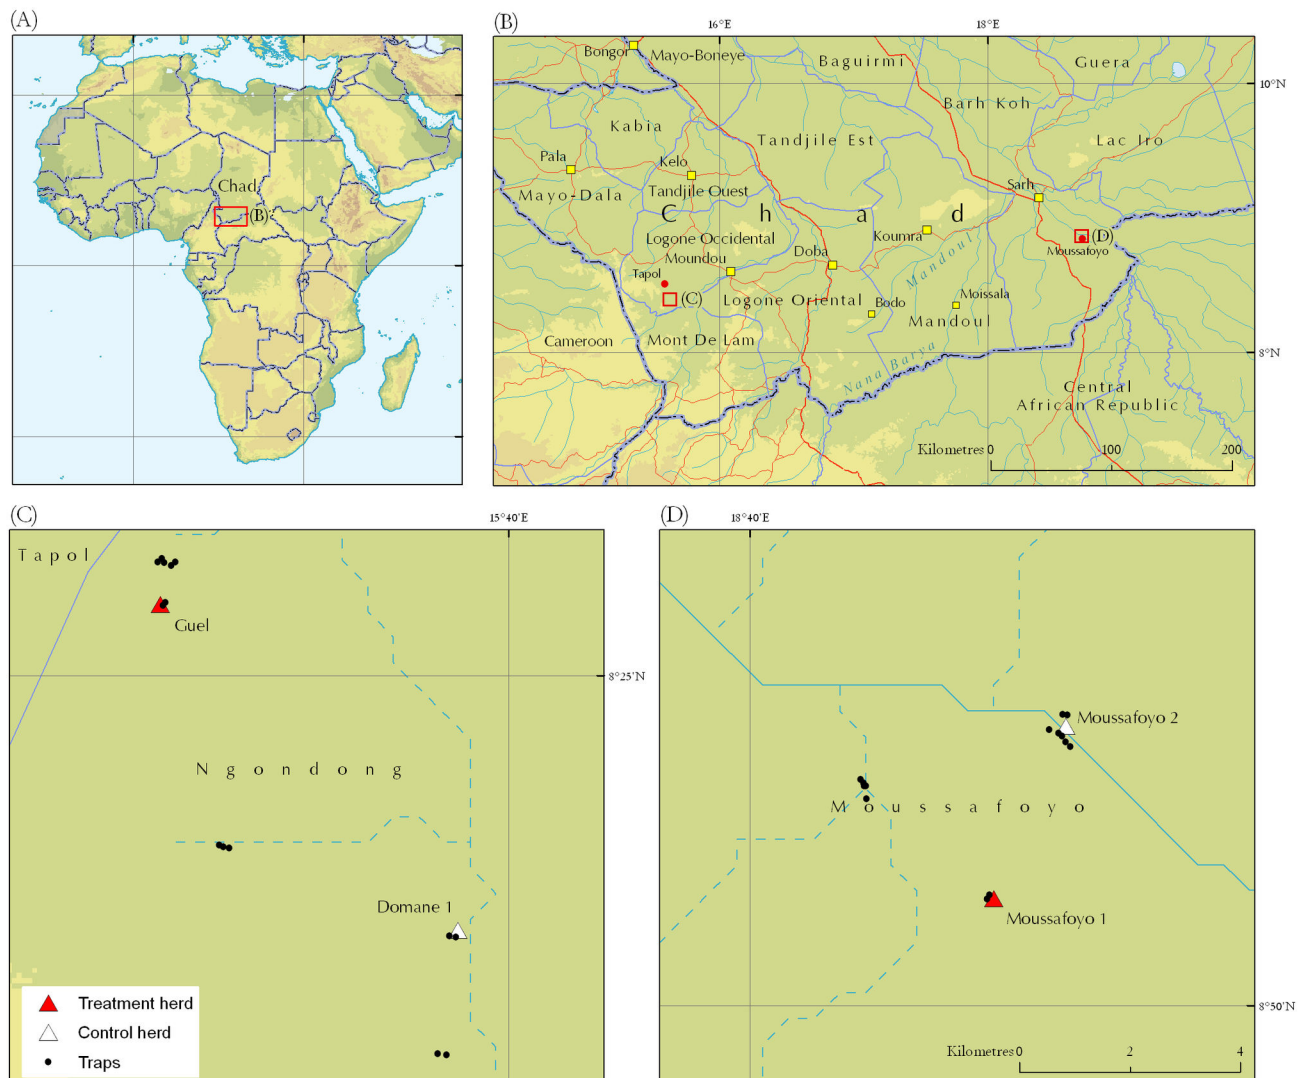 (A)
Chad
(B)
(B)
16°E
18°E
Bongor
Mayo-Boneye
Baguirmi
Guera
10°N
Barh Koh
Kabia
Tandjile Est
Lac Iro
Pala
Kelo
Mayo-Dala
Tandjile Ouest
Sarh
C h a d
Koumra
Mandoul
(D)
Moussafoyo
Logone Occidental
Moundou
Doba
Tapol
(C)
Logone Oriental
Bodo
Moissala
Mandoul
Cameroon
Mont De Lam
Nana Barya
8°N
Central
African Republic
Kilometres
0 100 200
(C)
15°40'E
Tapol
Guel
8°25'N
Ngondong
Domane 1
Treatment herd
Control herd
Traps
(D)
18°40'E
Moussafoyo 2
Moussafoyo
Moussafoyo 1
8°50'N
Kilometres
0 2 4